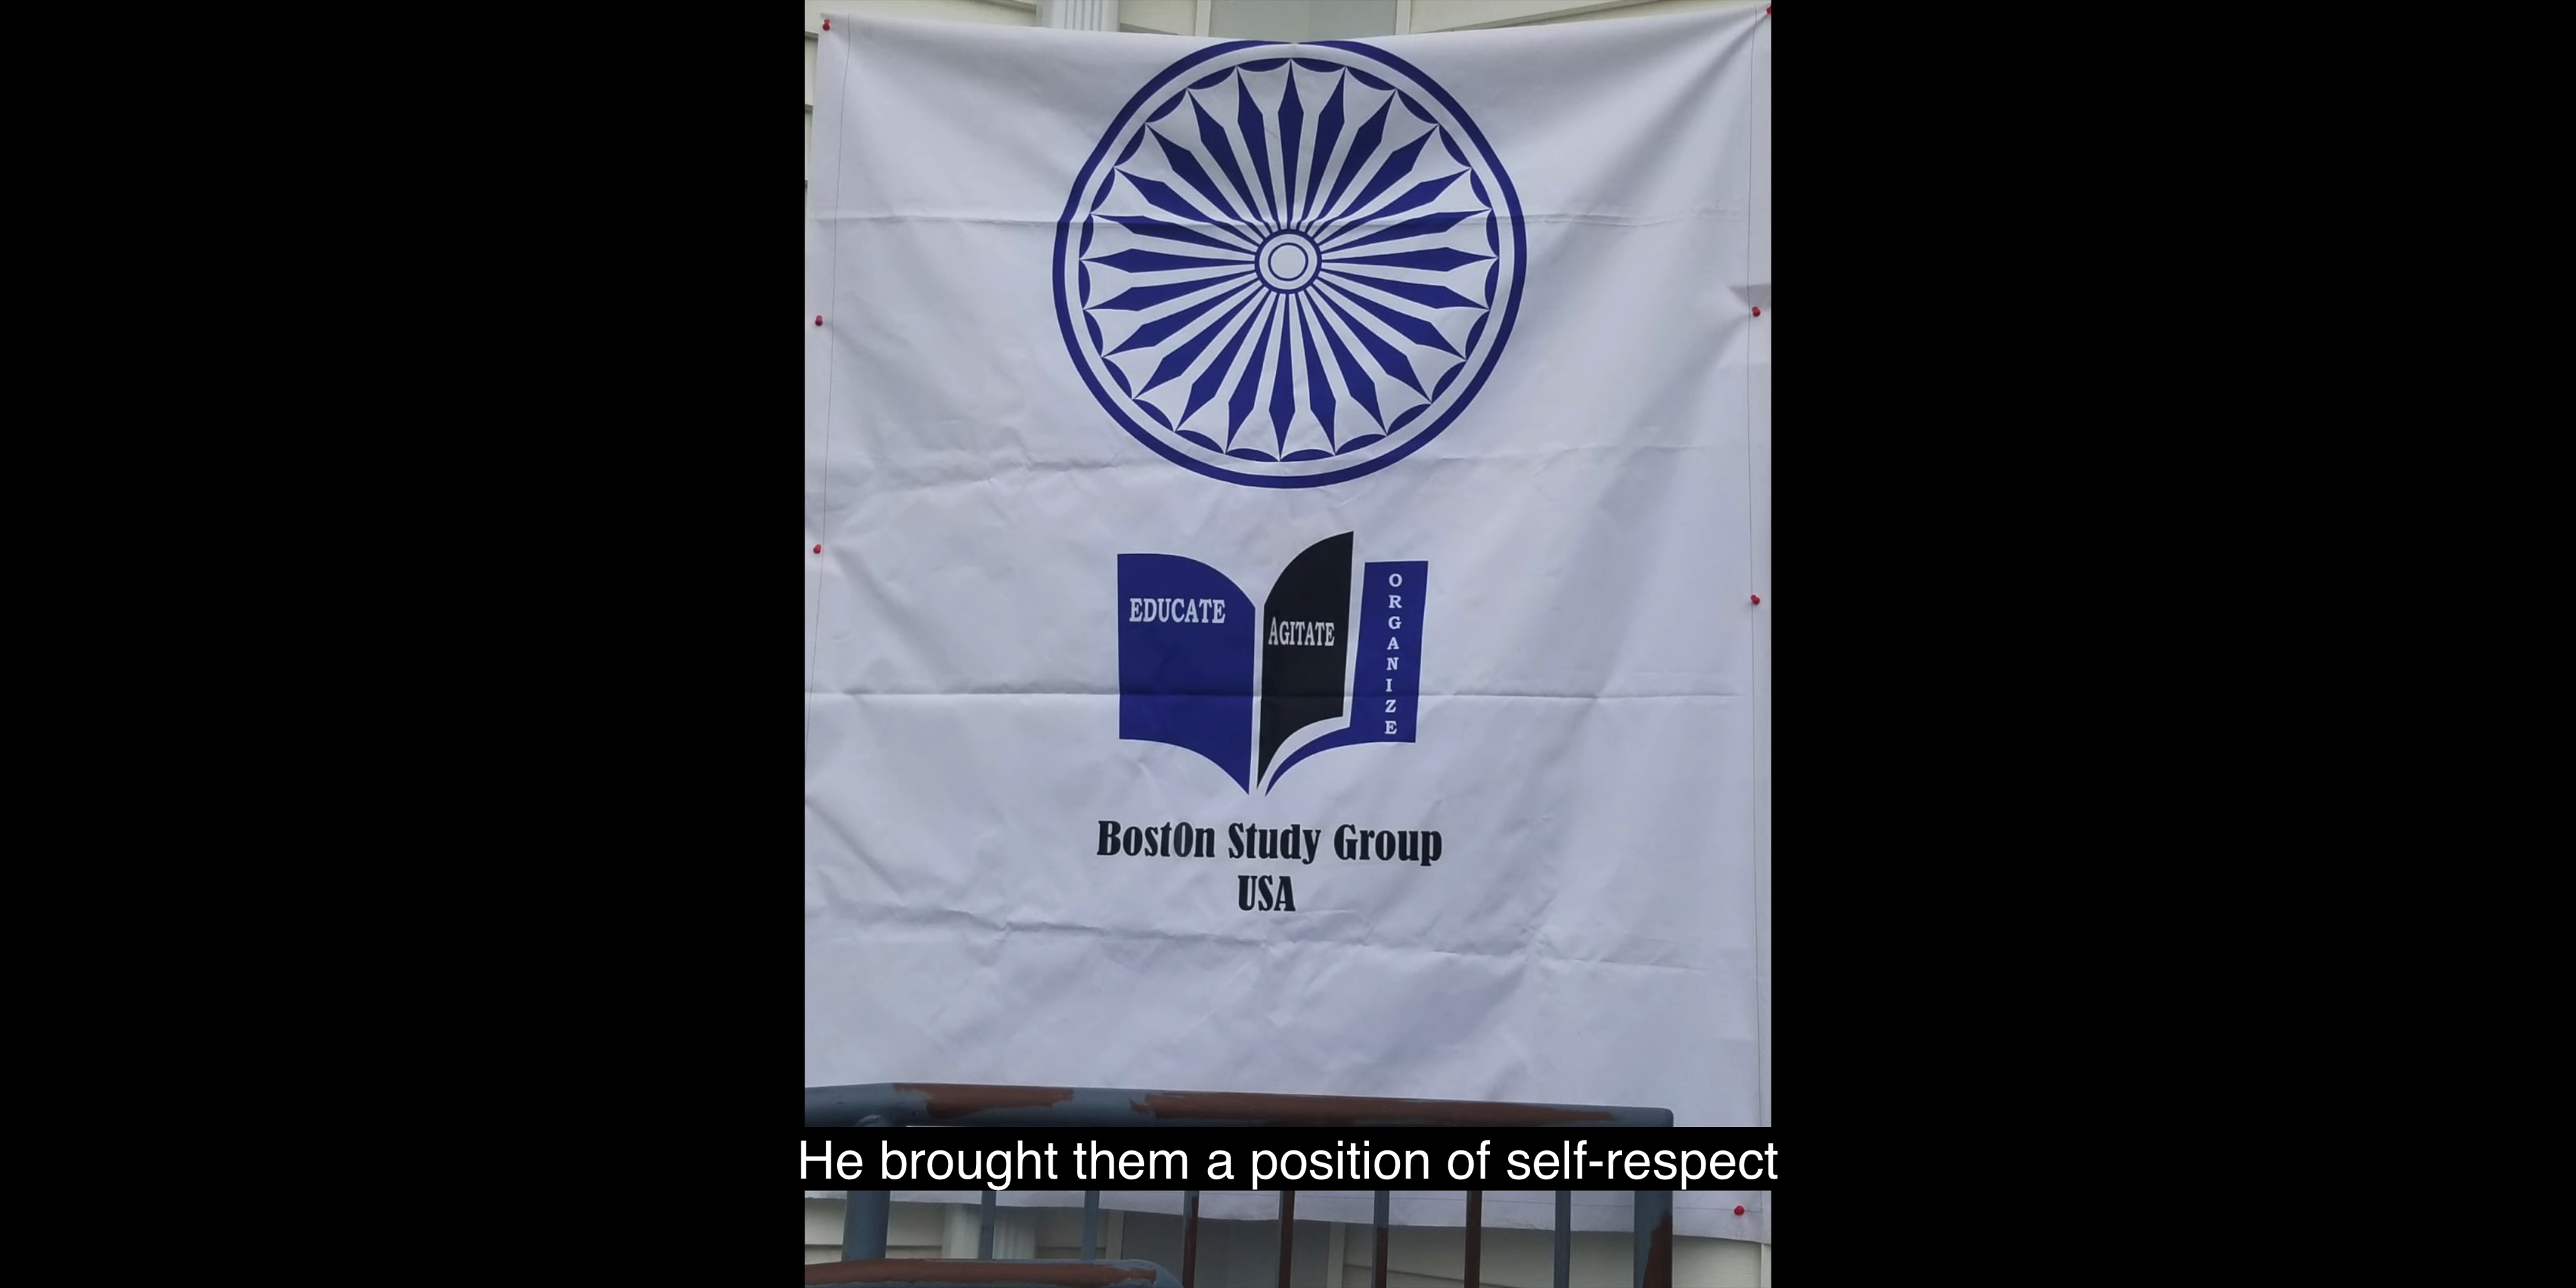 EDUCATE
AGITATE
ORGANIZE
BostOn Study Group
USA
He brought them a position of self-respect